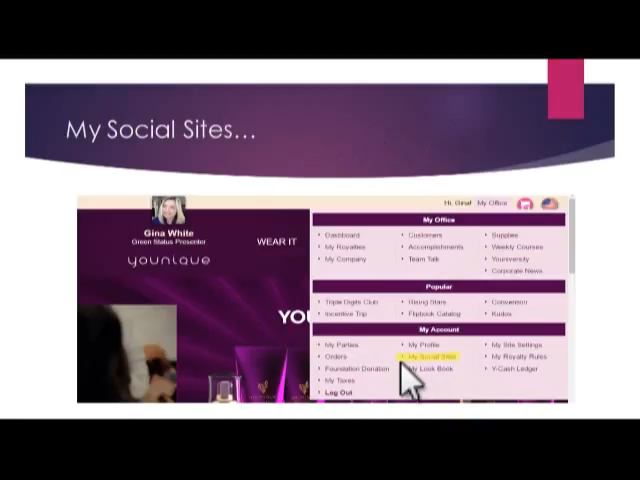 My Social Sites...
Hi, Gina! My Office
Gina White
Green Status Presenter
younique
WEAR IT
YOU
My Office
Dashboard Customers Supplies
My Royalties Accomplishments Weekly Courses
My Company Team Talk Youniversity
Corporate News
Popular
Triple Digits Club Rising Stars Convention
Incentive Trip Flipbook Catalog Kudos
My Account
My Parties My Profile My Site Settings
Orders My Social Sites My Royalty Rules
Foundation Donation My Look Book Y-Cash Ledger
My Taxes
Log Out